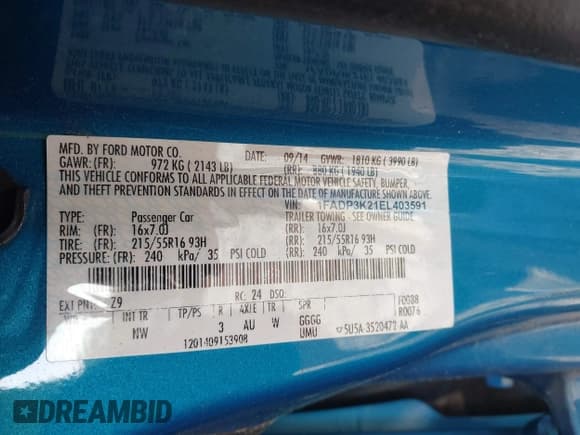 MFD. BY FORD MOTOR CO.
DATE: 09/14 GVWR: 1810 KG ( 3990 LB)
GAWR: (FR): 972 KG ( 2143 LB) (RR): 880 KG ( 1940 LB)
THIS VEHICLE CONFORMS TO ALL APPLICABLE FEDERAL MOTOR VEHICLE SAFETY, BUMPER,
AND THEFT PREVENTION STANDARDS IN EFFECT ON THE DATE OF MANUFACTURE SHOWN ABOVE.
VIN: 1FADP3K21EL403591
TYPE: Passenger Car TRAILER TOWING - SEE OWNER GUIDE
RIM: (FR): 16x7.0J (RR): 16x7.0J
TIRE: (FR): 215/55R16 93H (RR): 215/55R16 93H
PRESSURE: (FR): 240 kPa/ 35 PSI COLD (RR): 240 kPa/ 35 PSI COLD
EXT PNT: Z9 RC: 24 DSO: F0038
R0076
INT TR TP/PS R AXLE TR SPR
NW 3 AU W GGGG
UMU
1201409153908 5U5A-3520472 AA
DREAMBID